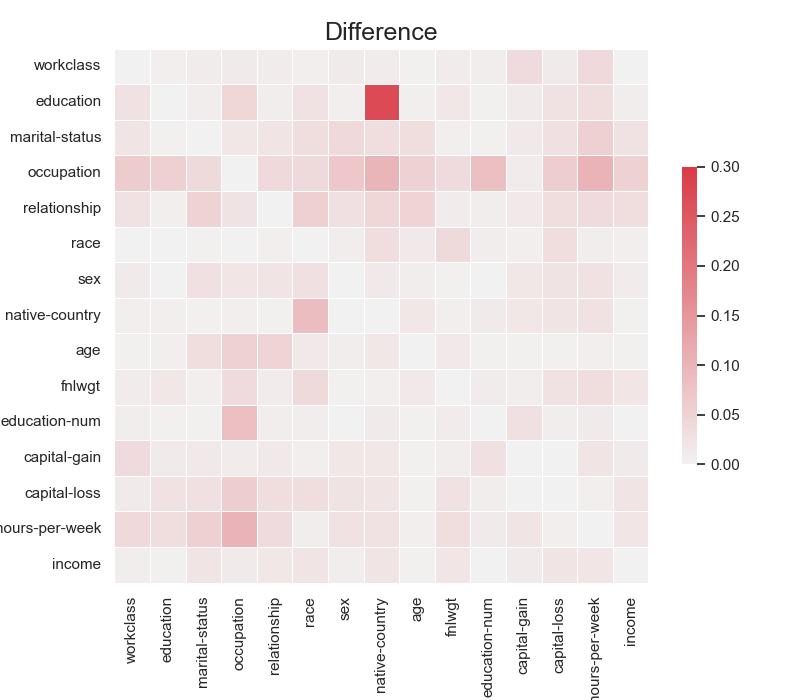 Difference
workclass
education
marital-status
occupation
relationship
race
sex
native-country
age
fnlwgt
education-num
capital-gain
capital-loss
hours-per-week
income
workclass
education
marital-status
occupation
relationship
race
sex
native-country
age
fnlwgt
education-num
capital-gain
capital-loss
hours-per-week
income
0.30
0.25
0.20
0.15
0.10
0.05
0.00